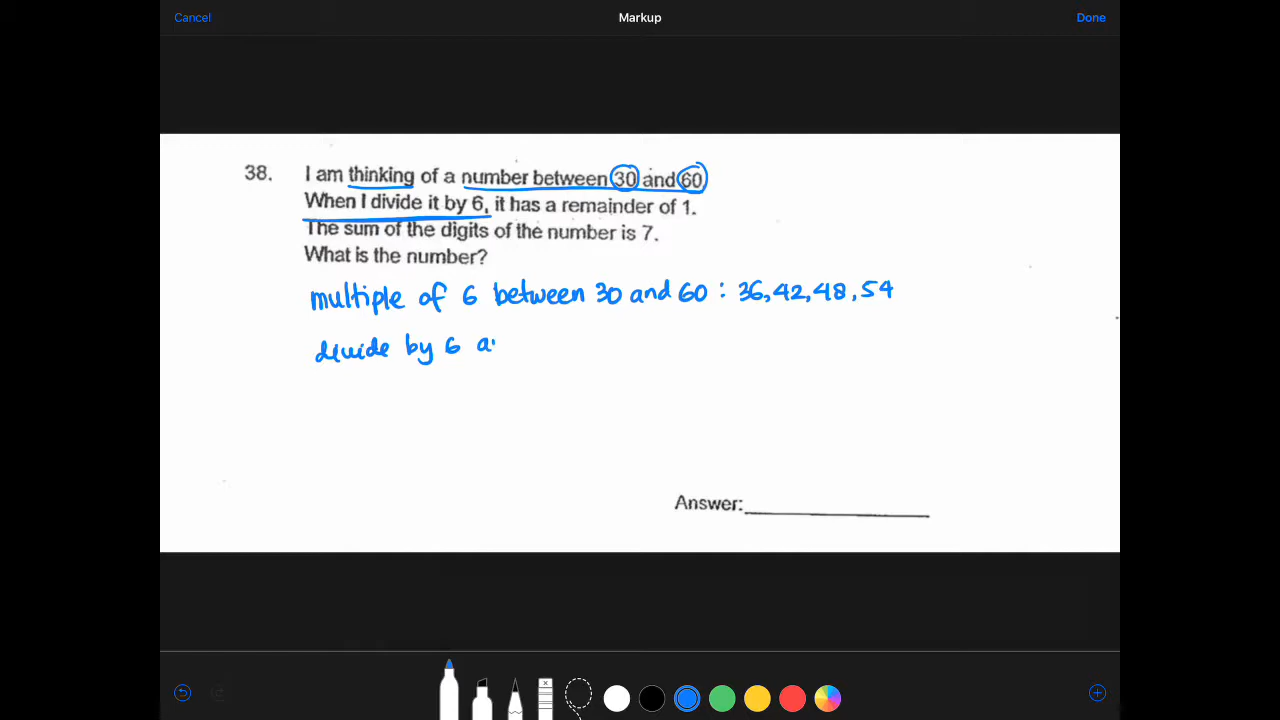 Cancel Markup Done
38. I am thinking of a number between 30 and 60.
When I divide it by 6, it has a remainder of 1.
The sum of the digits of the number is 7.
What is the number?
multiple of 6 between 30 and 60 : 36, 42, 48, 54
divide by 6 a
Answer: